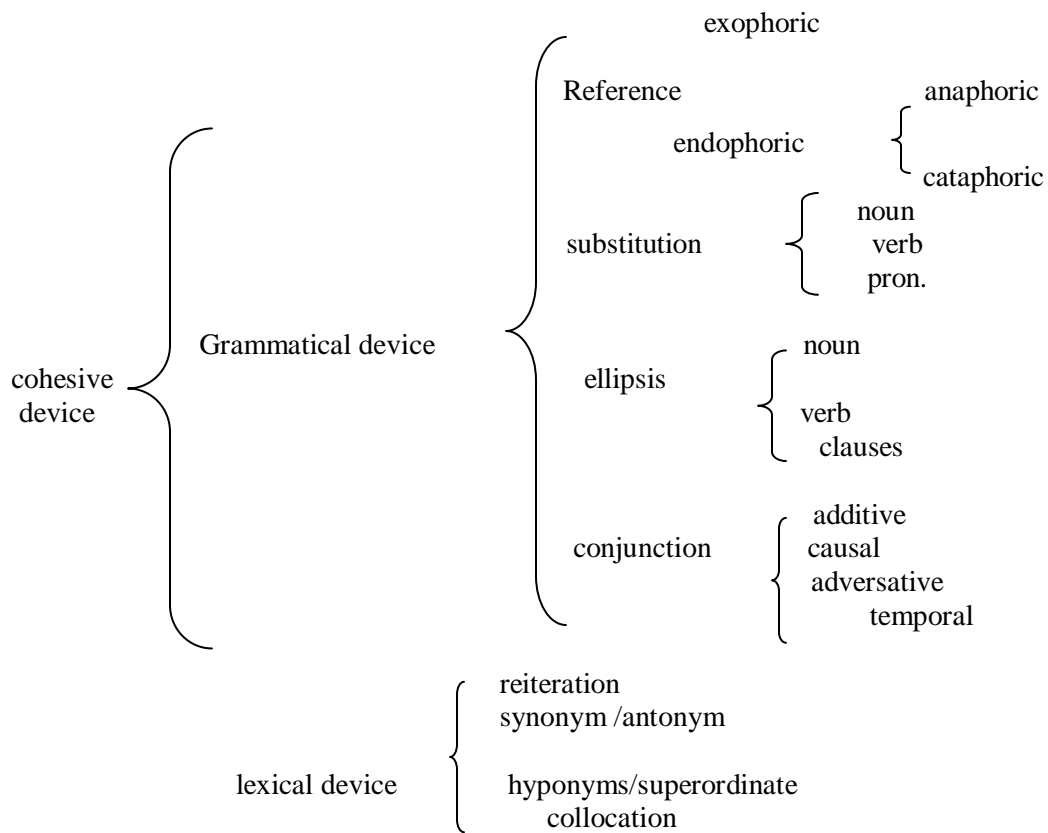 exophoric
Reference
anaphoric
endophoric
cataphoric
noun
substitution
verb
pron.
Grammatical device
noun
cohesive
device
ellipsis
verb
clauses
additive
conjunction
causal
adversative
temporal
reiteration
synonym /antonym
lexical device
hyponyms/superordinate
collocation